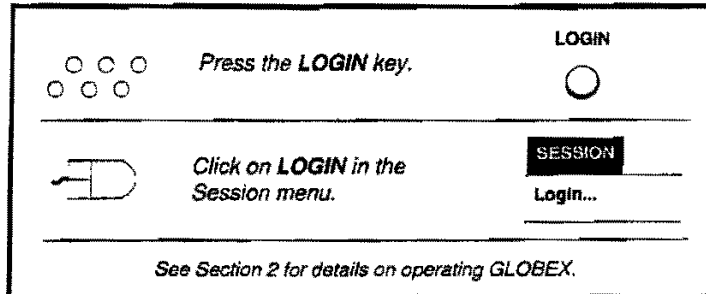 Press the LOGIN key.
LOGIN
Click on LOGIN in the
Session menu.
SESSION
Login...
See Section 2 for details on operating GLOBEX.